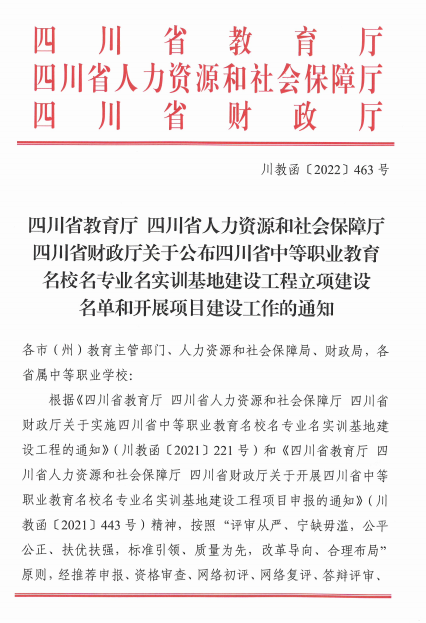 四川省教育厅
四川省人力资源和社会保障厅
四川省财政厅
川教函〔2022〕463号
四川省教育厅 四川省人力资源和社会保障厅
四川省财政厅关于公布四川省中等职业教育
名校名专业名实训基地建设工程立项建设
名单和开展项目建设工作的通知
各市（州）教育主管部门、人力资源和社会保障局、财政局，各
省属中等职业学校：
根据《四川省教育厅 四川省人力资源和社会保障厅 四川省
财政厅关于实施四川省中等职业教育名校名专业名实训基地建
设工程的通知》（川教函〔2021〕221号）和《四川省教育厅 四
川省人力资源和社会保障厅 四川省财政厅关于开展四川省中等
职业教育名校名专业名实训基地建设工程项目申报的通知》（川
教函〔2021〕443号）精神，按照“评审从严、宁缺毋滥，公平
公正、扶优扶强，标准引领、质量为先，改革导向、合理布局”
原则，经推荐申报、资格审查、网络初评、网络复评、答辩评审、